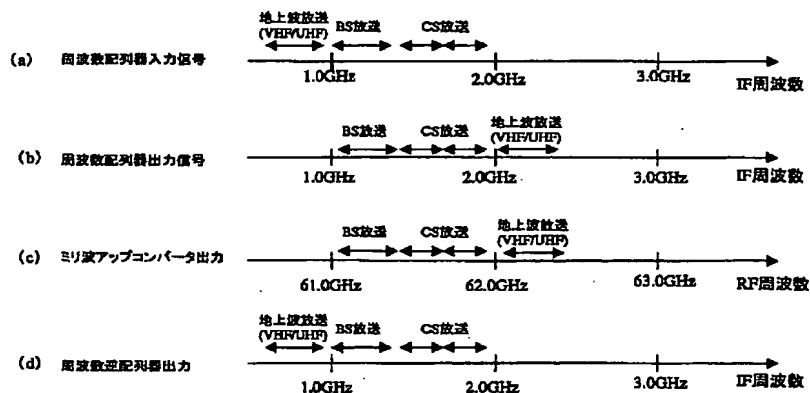 地上波放送
(VHF/UHF) BS放送 CS放送
(a) 周波数配列器入力信号
1.0GHz 2.0GHz 3.0GHz IF周波数
地上波放送
BS放送 CS放送 (VHF/UHF)
(b) 周波数配列器出力信号
1.0GHz 2.0GHz 3.0GHz IF周波数
地上波放送
BS放送 CS放送 (VHF/UHF)
(c) ミリ波アップコンバータ出力
61.0GHz 62.0GHz 63.0GHz RF周波数
地上波放送
(VHF/UHF) BS放送 CS放送
(d) 周波数逆配列器出力
1.0GHz 2.0GHz 3.0GHz IF周波数